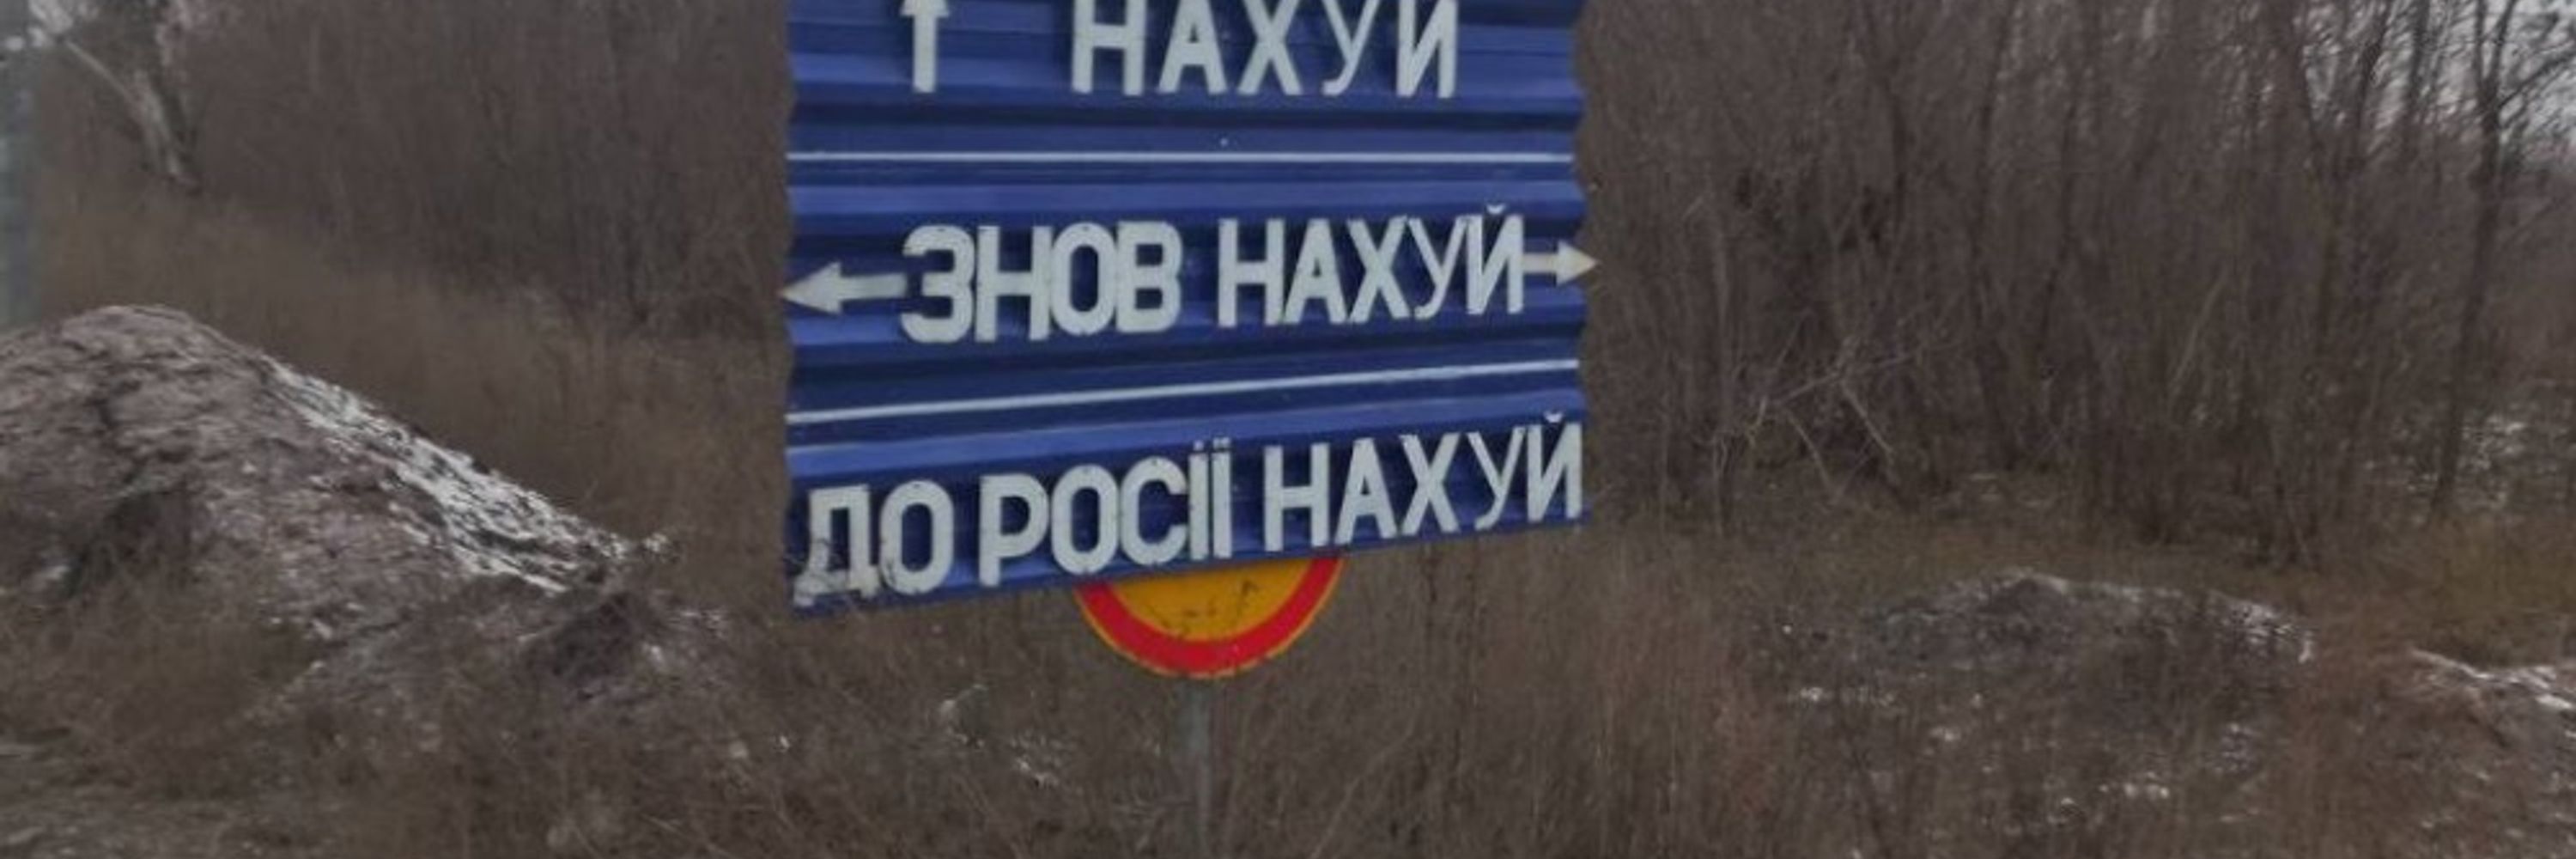 ↑ НАХУЙ
← ЗНОВ НАХУЙ →
ДО РОСІЇ НАХУЙ